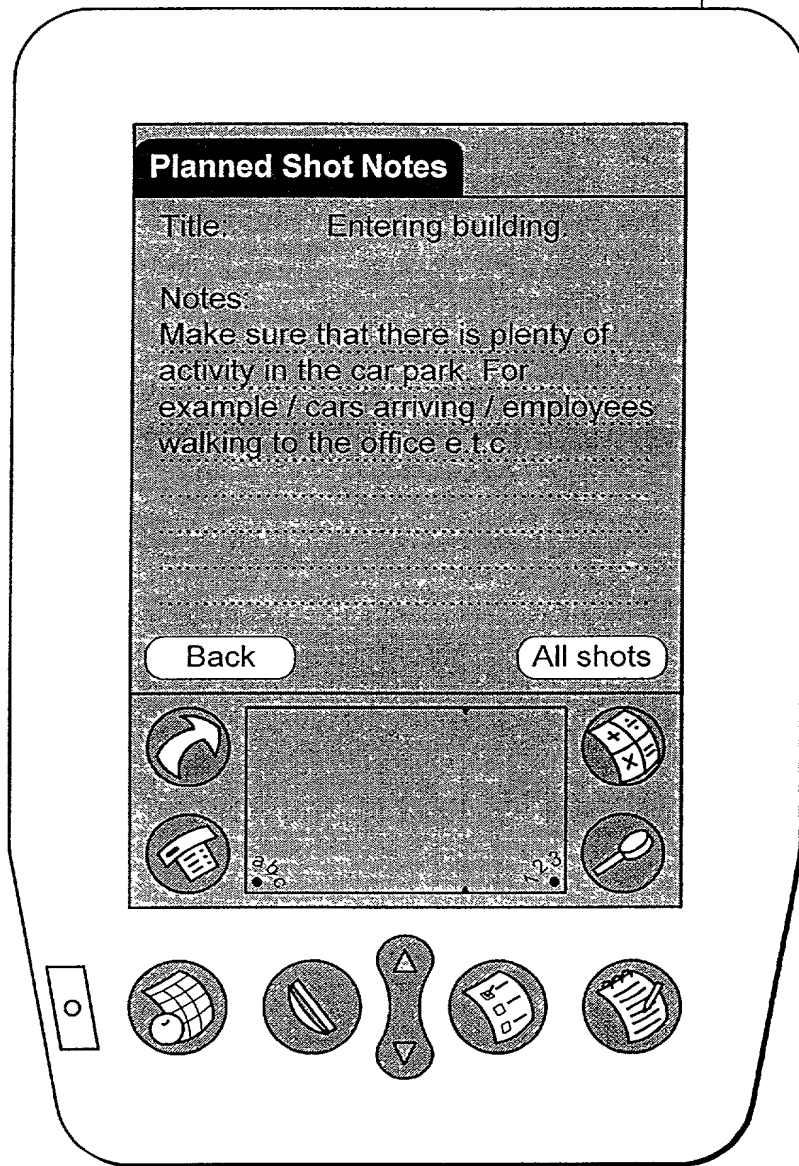 Planned Shot Notes
Title: Entering building.
Notes:
Make sure that there is plenty of
activity in the car park. For
example / cars arriving / employees
walking to the office e.t.c
Back All shots
abc 123